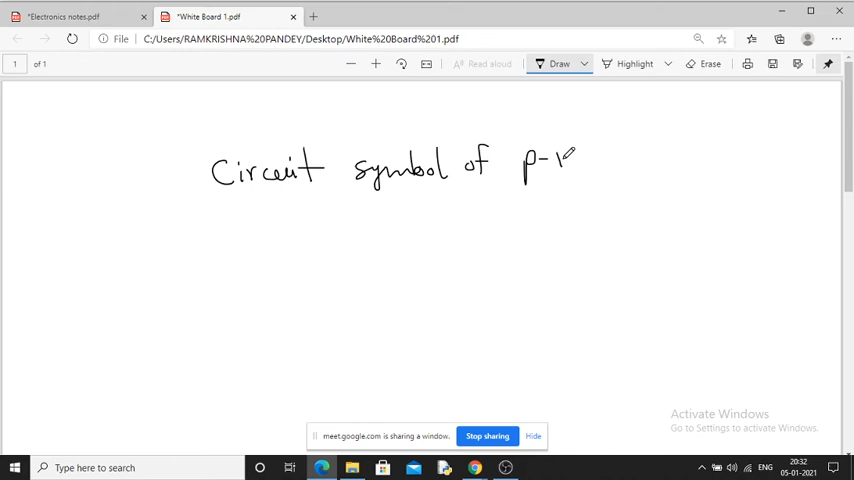 *Electronics notes.pdf
*White Board 1.pdf
File C:/Users/RAMKRISHNA%20PANDEY/Desktop/White%20Board%201.pdf
1 of 1 Read aloud Draw Highlight Erase
Circuit symbol of p-
Activate Windows
Go to Settings to activate Windows.
meet.google.com is sharing a window. Stop sharing Hide
Type here to search
ENG
20:32
05-01-2021